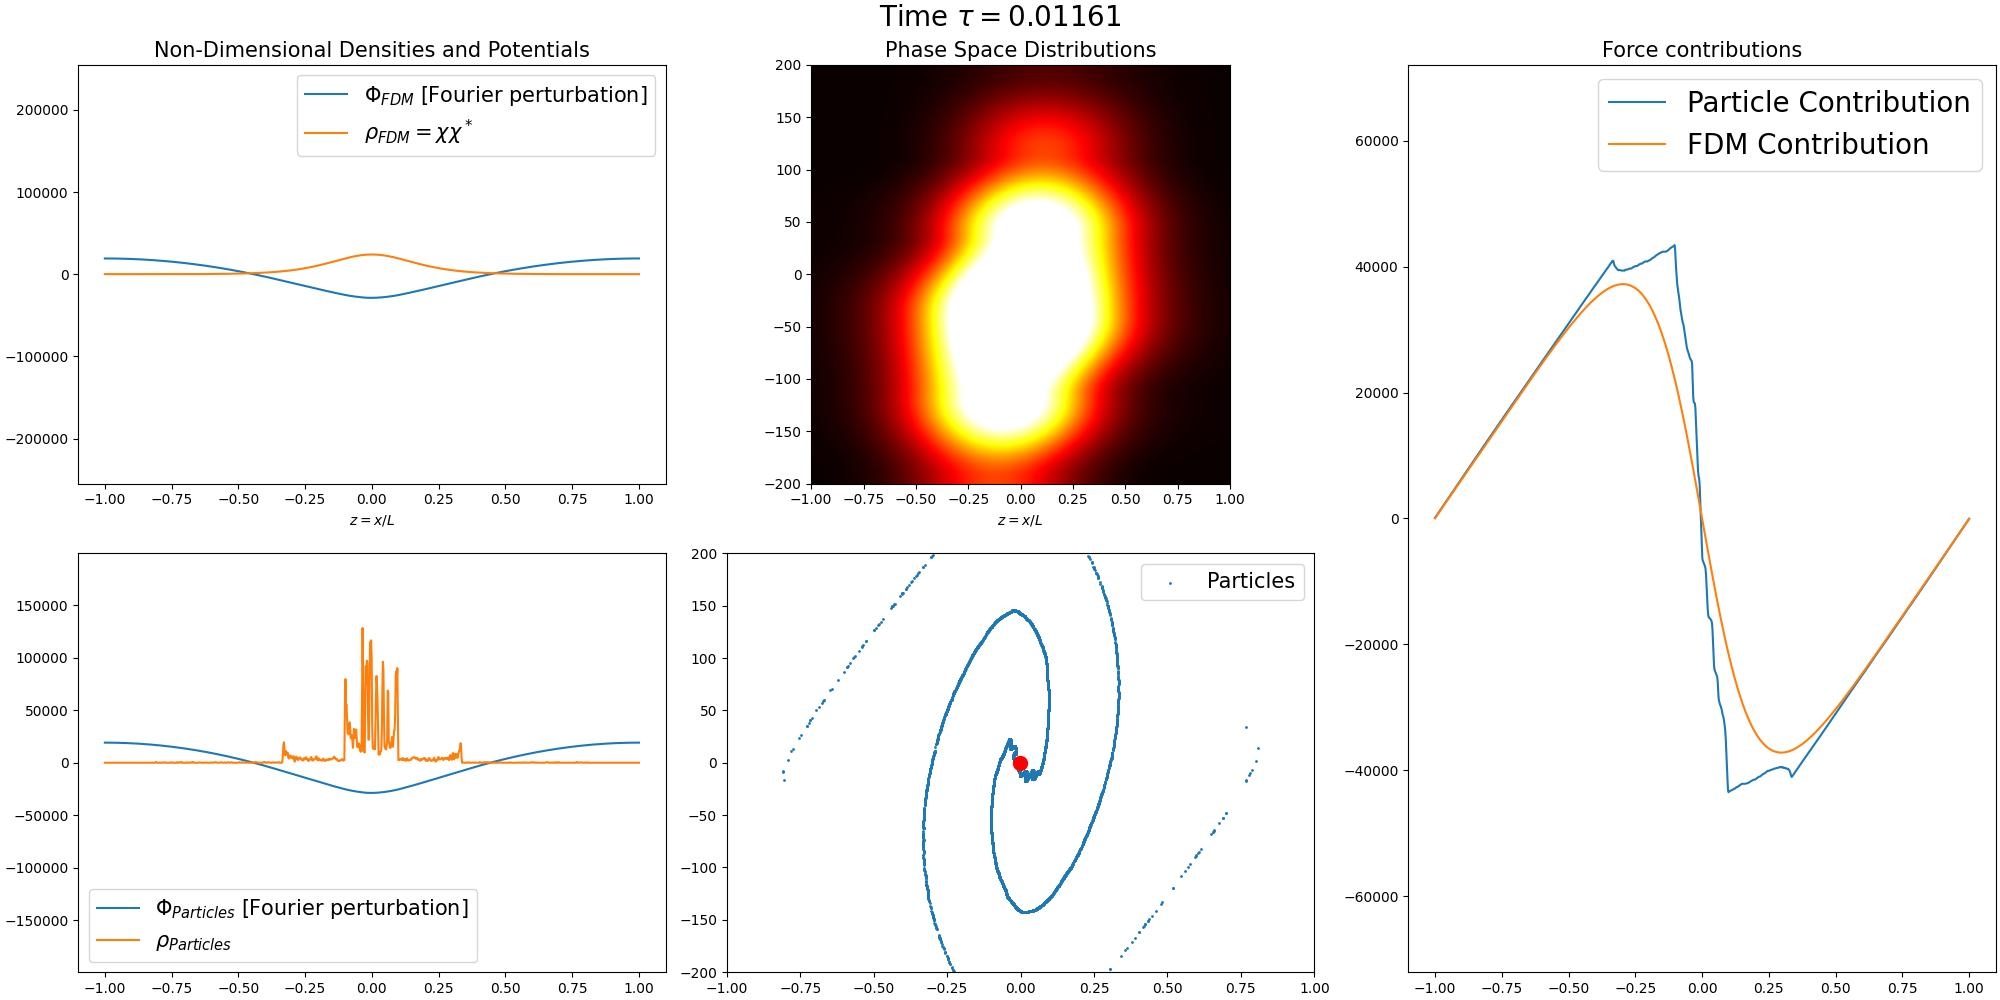 Time τ = 0.01161
Non-Dimensional Densities and Potentials
200000
100000
0
−100000
−200000
−1.00 −0.75 −0.50 −0.25 0.00 0.25 0.50 0.75 1.00
z = x/L
Φ_FDM [Fourier perturbation]
ρ_FDM = χχ*
Phase Space Distributions
200
150
100
50
0
−50
−100
−150
−200
−1.00 −0.75 −0.50 −0.25 0.00 0.25 0.50 0.75 1.00
z = x/L
Force contributions
Particle Contribution
FDM Contribution
60000
40000
20000
0
−20000
−40000
−60000
−1.00 −0.75 −0.50 −0.25 0.00 0.25 0.50 0.75 1.00
150000
100000
50000
0
−50000
−100000
−150000
Φ_Particles [Fourier perturbation]
ρ_Particles
−1.00 −0.75 −0.50 −0.25 0.00 0.25 0.50 0.75 1.00
Particles
200
150
100
50
0
−50
−100
−150
−200
−1.00 −0.75 −0.50 −0.25 0.00 0.25 0.50 0.75 1.00